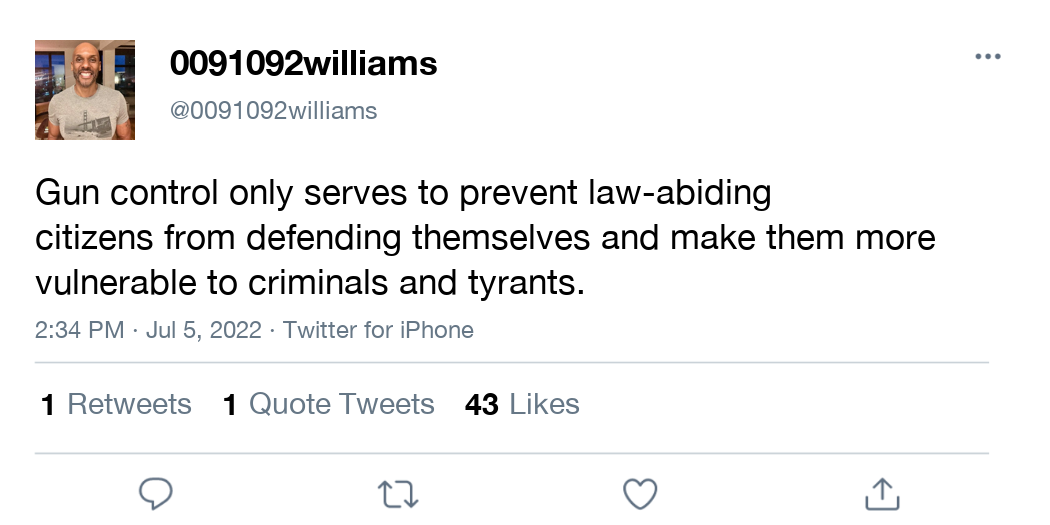 0091092williams
@0091092williams
Gun control only serves to prevent law-abiding
citizens from defending themselves and make them more
vulnerable to criminals and tyrants.
2:34 PM · Jul 5, 2022 · Twitter for iPhone
1 Retweets 1 Quote Tweets 43 Likes